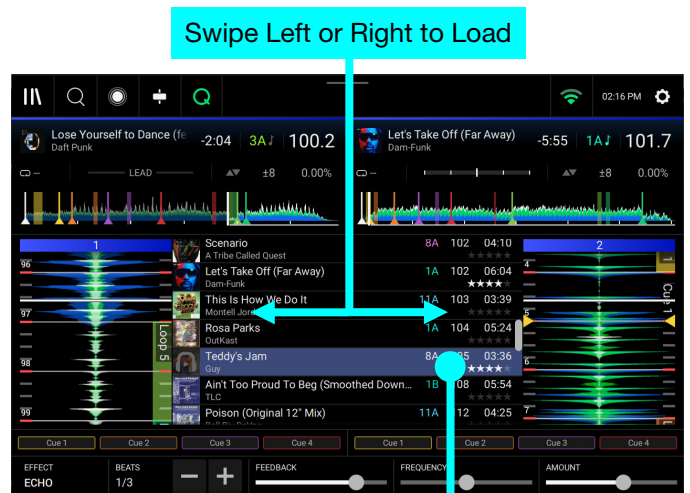 Swipe Left or Right to Load
02:16 PM
Lose Yourself to Dance (fe
Daft Punk
-2:04
3A
100.2
Let's Take Off (Far Away)
Dam-Funk
-5:55
1A
101.7
LEAD
±8
0.00%
±8
0.00%
1
96
97
98
99
Loop 5
Scenario 8A 102 04:10
A Tribe Called Quest
Let's Take Off (Far Away) 1A 102 06:04
Dam-Funk
This Is How We Do It 11A 103 03:39
Montell Jor
Rosa Parks 1A 104 05:24
OutKast
Teddy's Jam 8A 05 03:36
Guy
Ain't Too Proud To Beg (Smoothed Down... 1B 08 05:54
TLC
Poison (Original 12" Mix) 11A 112 04:25
2
4
5
6
7
1
Cue 1
Cue 1 Cue 2 Cue 3 Cue 4 Cue 1 Cue 2 Cue 3 Cue 4
EFFECT BEATS FEEDBACK FREQUENCY AMOUNT
ECHO 1/3